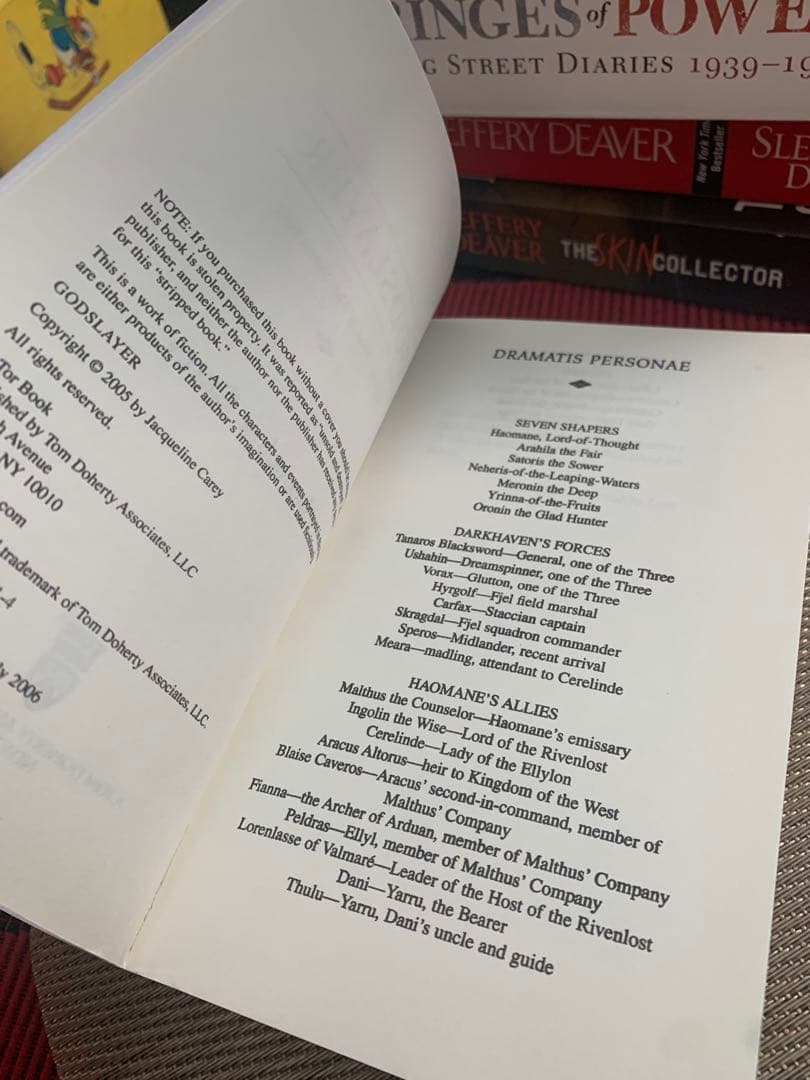 INGES of POWE
G STREET DIARIES 1939–19
EFFERY DEAVER
New York Tim
Bestseller
SLE
D
EFFERY
DEAVER
THE SKIN COLLECTOR
NOTE: If you purchased this book without a cover you should
this book is stolen property. It was reported as "unsold and
publisher, and neither the author nor the publisher has received
for this "stripped book."
This is a work of fiction. All the characters and events portrayed
are either products of the author's imagination or are used
GODSLAYER
Copyright © 2005 by Jacqueline Carey
All rights reserved.
Tor Book
shed by Tom Doherty Associates, LLC
h Avenue
NY 10010
.com
trademark of Tom Doherty Associates, LLC.
-4
ly 2006
DRAMATIS PERSONAE
SEVEN SHAPERS
Haomane, Lord-of-Thought
Arahila the Fair
Satoris the Sower
Neheris-of-the-Leaping-Waters
Meronin the Deep
Yrinna-of-the-Fruits
Oronin the Glad Hunter
DARKHAVEN'S FORCES
Tanaros Blacksword—General, one of the Three
Ushahin—Dreamspinner, one of the Three
Vorax—Glutton, one of the Three
Hyrgolf—Fjel field marshal
Carfax—Staccian captain
Skragdal—Fjel squadron commander
Speros—Midlander, recent arrival
Meara—madling, attendant to Cerelinde
HAOMANE'S ALLIES
Malthus the Counselor—Haomane's emissary
Ingolin the Wise—Lord of the Rivenlost
Cerelinde—Lady of the Ellylon
Aracus Altorus—heir to Kingdom of the West
Blaise Caveros—Aracus' second-in-command, member of
Malthus' Company
Fianna—the Archer of Arduan, member of Malthus' Company
Peldras—Ellyl, member of Malthus' Company
Lorenlasse of Valmaré—Leader of the Host of the Rivenlost
Dani—Yarru, the Bearer
Thulu—Yarru, Dani's uncle and guide